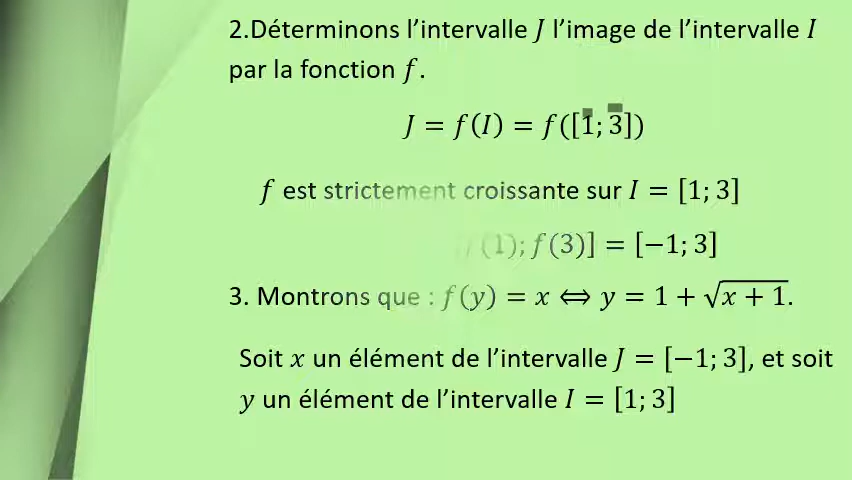 2.Déterminons l’intervalle J l’image de l’intervalle I
par la fonction f.
J = f(I) = f([1; 3])
f est strictement croissante sur I = [1; 3]
f(1); f(3)] = [−1; 3]
3. Montrons que : f(y) = x ⟺ y = 1 + √(x + 1).
Soit x un élément de l’intervalle J = [−1; 3], et soit
y un élément de l’intervalle I = [1; 3]